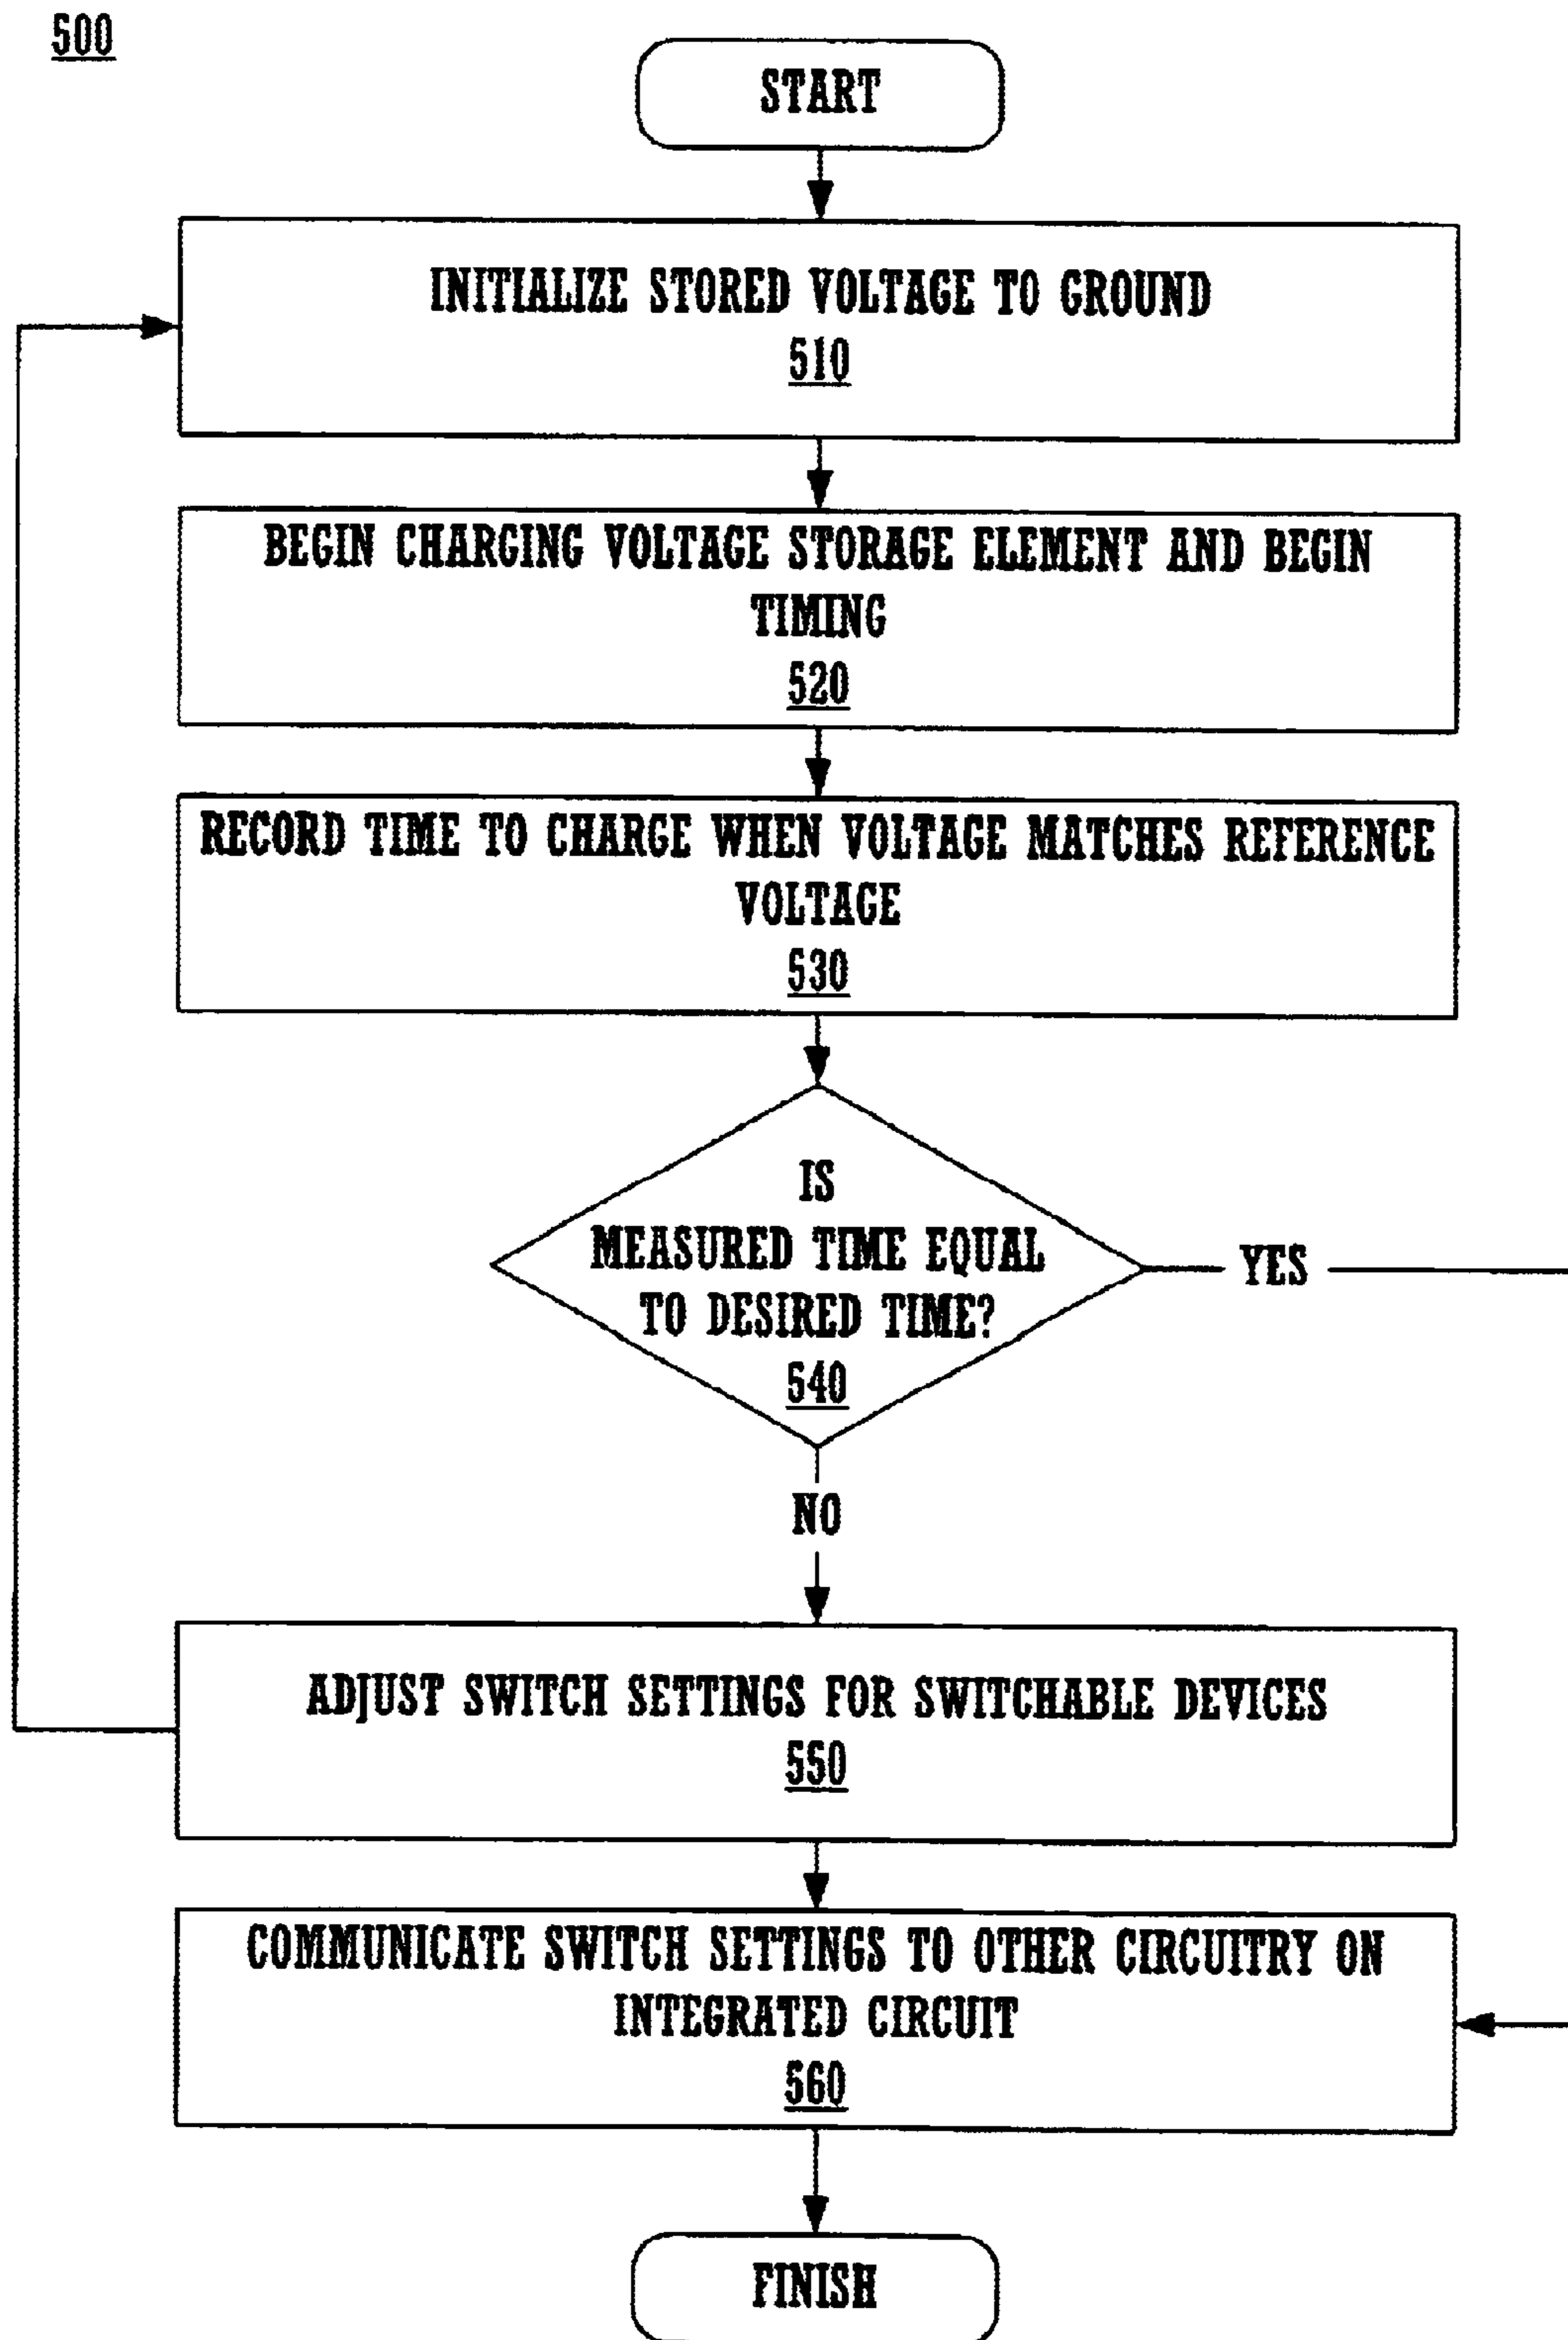 500
START
INITIALIZE STORED VOLTAGE TO GROUND
510
BEGIN CHARGING VOLTAGE STORAGE ELEMENT AND BEGIN
TIMING
520
RECORD TIME TO CHARGE WHEN VOLTAGE MATCHES REFERENCE
VOLTAGE
530
IS
MEASURED TIME EQUAL
TO DESIRED TIME?
540
YES
NO
ADJUST SWITCH SETTINGS FOR SWITCHABLE DEVICES
550
COMMUNICATE SWITCH SETTINGS TO OTHER CIRCUITRY ON
INTEGRATED CIRCUIT
560
FINISH